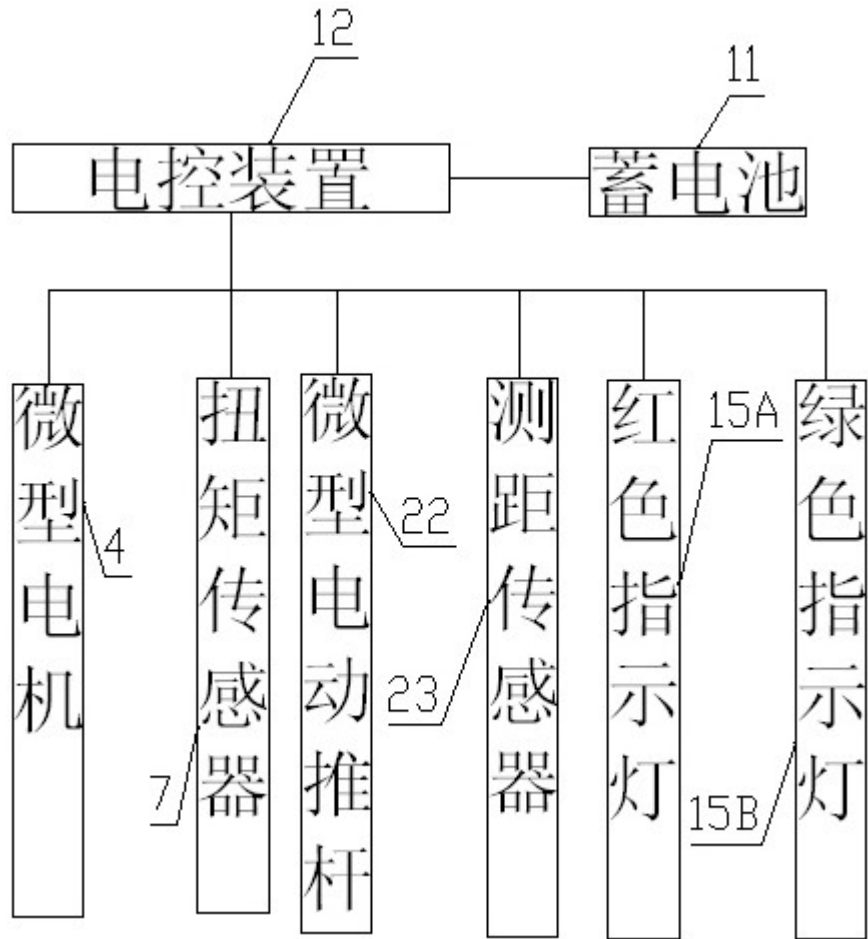 12
11
电控装置
蓄电池
微型电机
4
扭矩传感器
7
微型电动推杆
22
测距传感器
23
红色指示灯
15A
绿色指示灯
15B